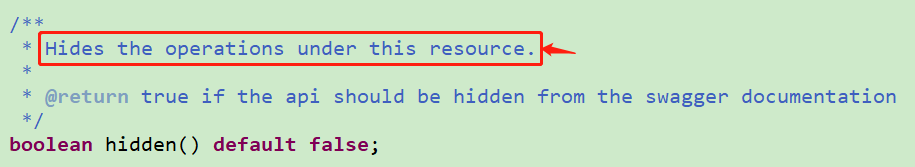 /**
* Hides the operations under this resource.
*
* @return true if the api should be hidden from the swagger documentation
*/
boolean hidden() default false;